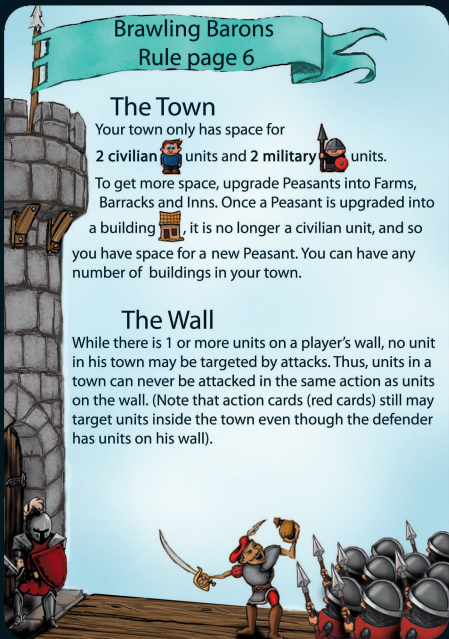 Brawling Barons
Rule page 6
The Town
Your town only has space for
2 civilian units and 2 military units.
To get more space, upgrade Peasants into Farms,
Barracks and Inns. Once a Peasant is upgraded into
a building , it is no longer a civilian unit, and so
you have space for a new Peasant. You can have any
number of buildings in your town.
The Wall
While there is 1 or more units on a player's wall, no unit
in his town may be targeted by attacks. Thus, units in a
town can never be attacked in the same action as units
on the wall. (Note that action cards (red cards) still may
target units inside the town even though the defender
has units on his wall).